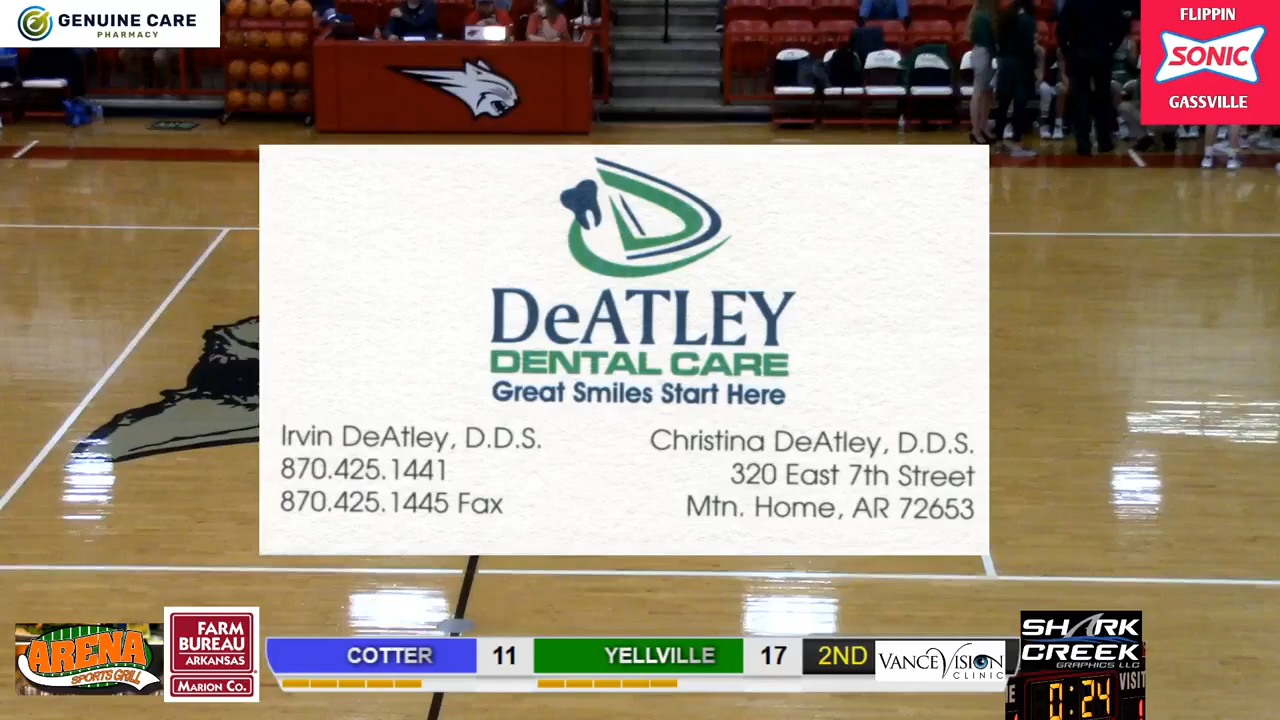 GENUINE CARE
PHARMACY
FLIPPIN
SONIC
GASSVILLE
DeATLEY
DENTAL CARE
Great Smiles Start Here
Irvin DeAtley, D.D.S.
870.425.1441
870.425.1445 Fax
Christina DeAtley, D.D.S.
320 East 7th Street
Mtn. Home, AR 72653
ARENA
SPORTS GRILL
FARM
BUREAU
ARKANSAS
MARION CO.
COTTER 11 YELLVILLE 17 2ND
VANCE VISION
CLINIC
SHARK
CREEK
GRAPHICS LLC
VISIT
0:24